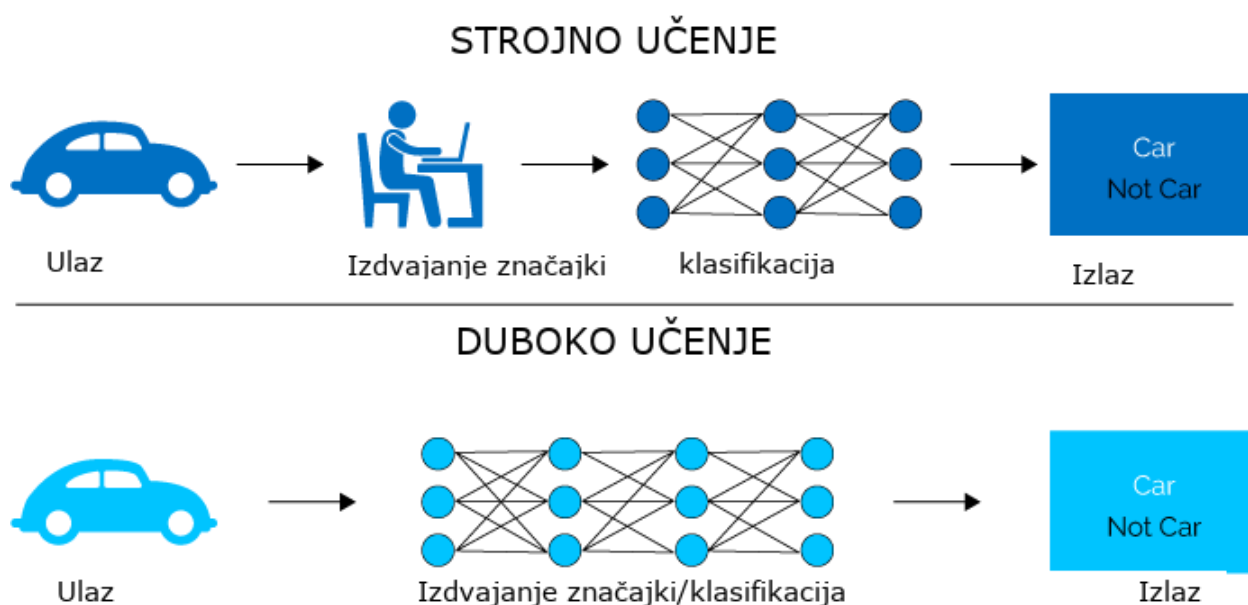 STROJNO UČENJE
Car
Not Car
Ulaz
Izdvajanje značajki
klasifikacija
Izlaz
DUBOKO UČENJE
Car
Not Car
Ulaz
Izdvajanje značajki/klasifikacija
Izlaz